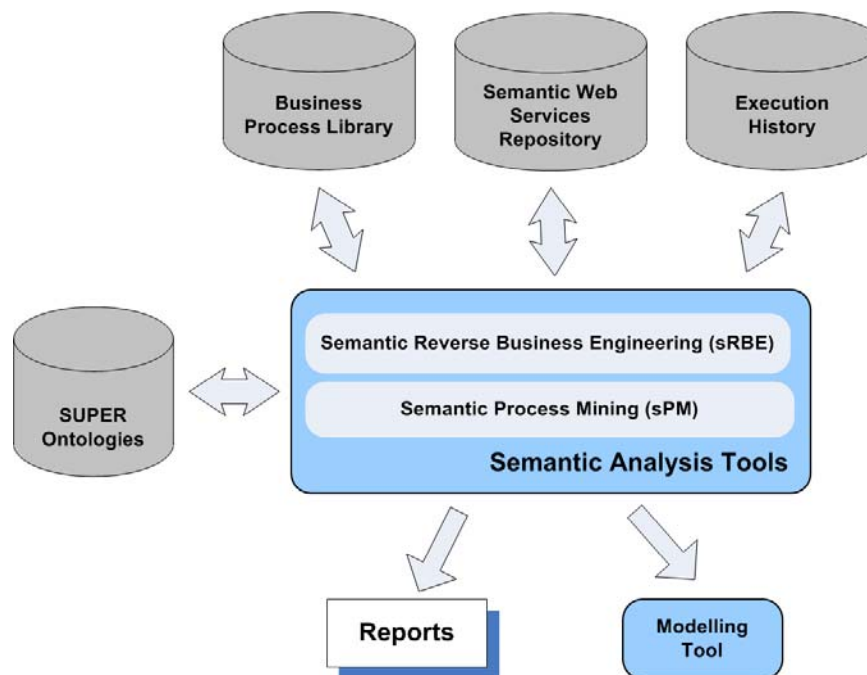 Business
Process Library
Semantic Web
Services
Repository
Execution
History
SUPER
Ontologies
Semantic Reverse Business Engineering (sRBE)
Semantic Process Mining (sPM)
Semantic Analysis Tools
Reports
Modelling
Tool